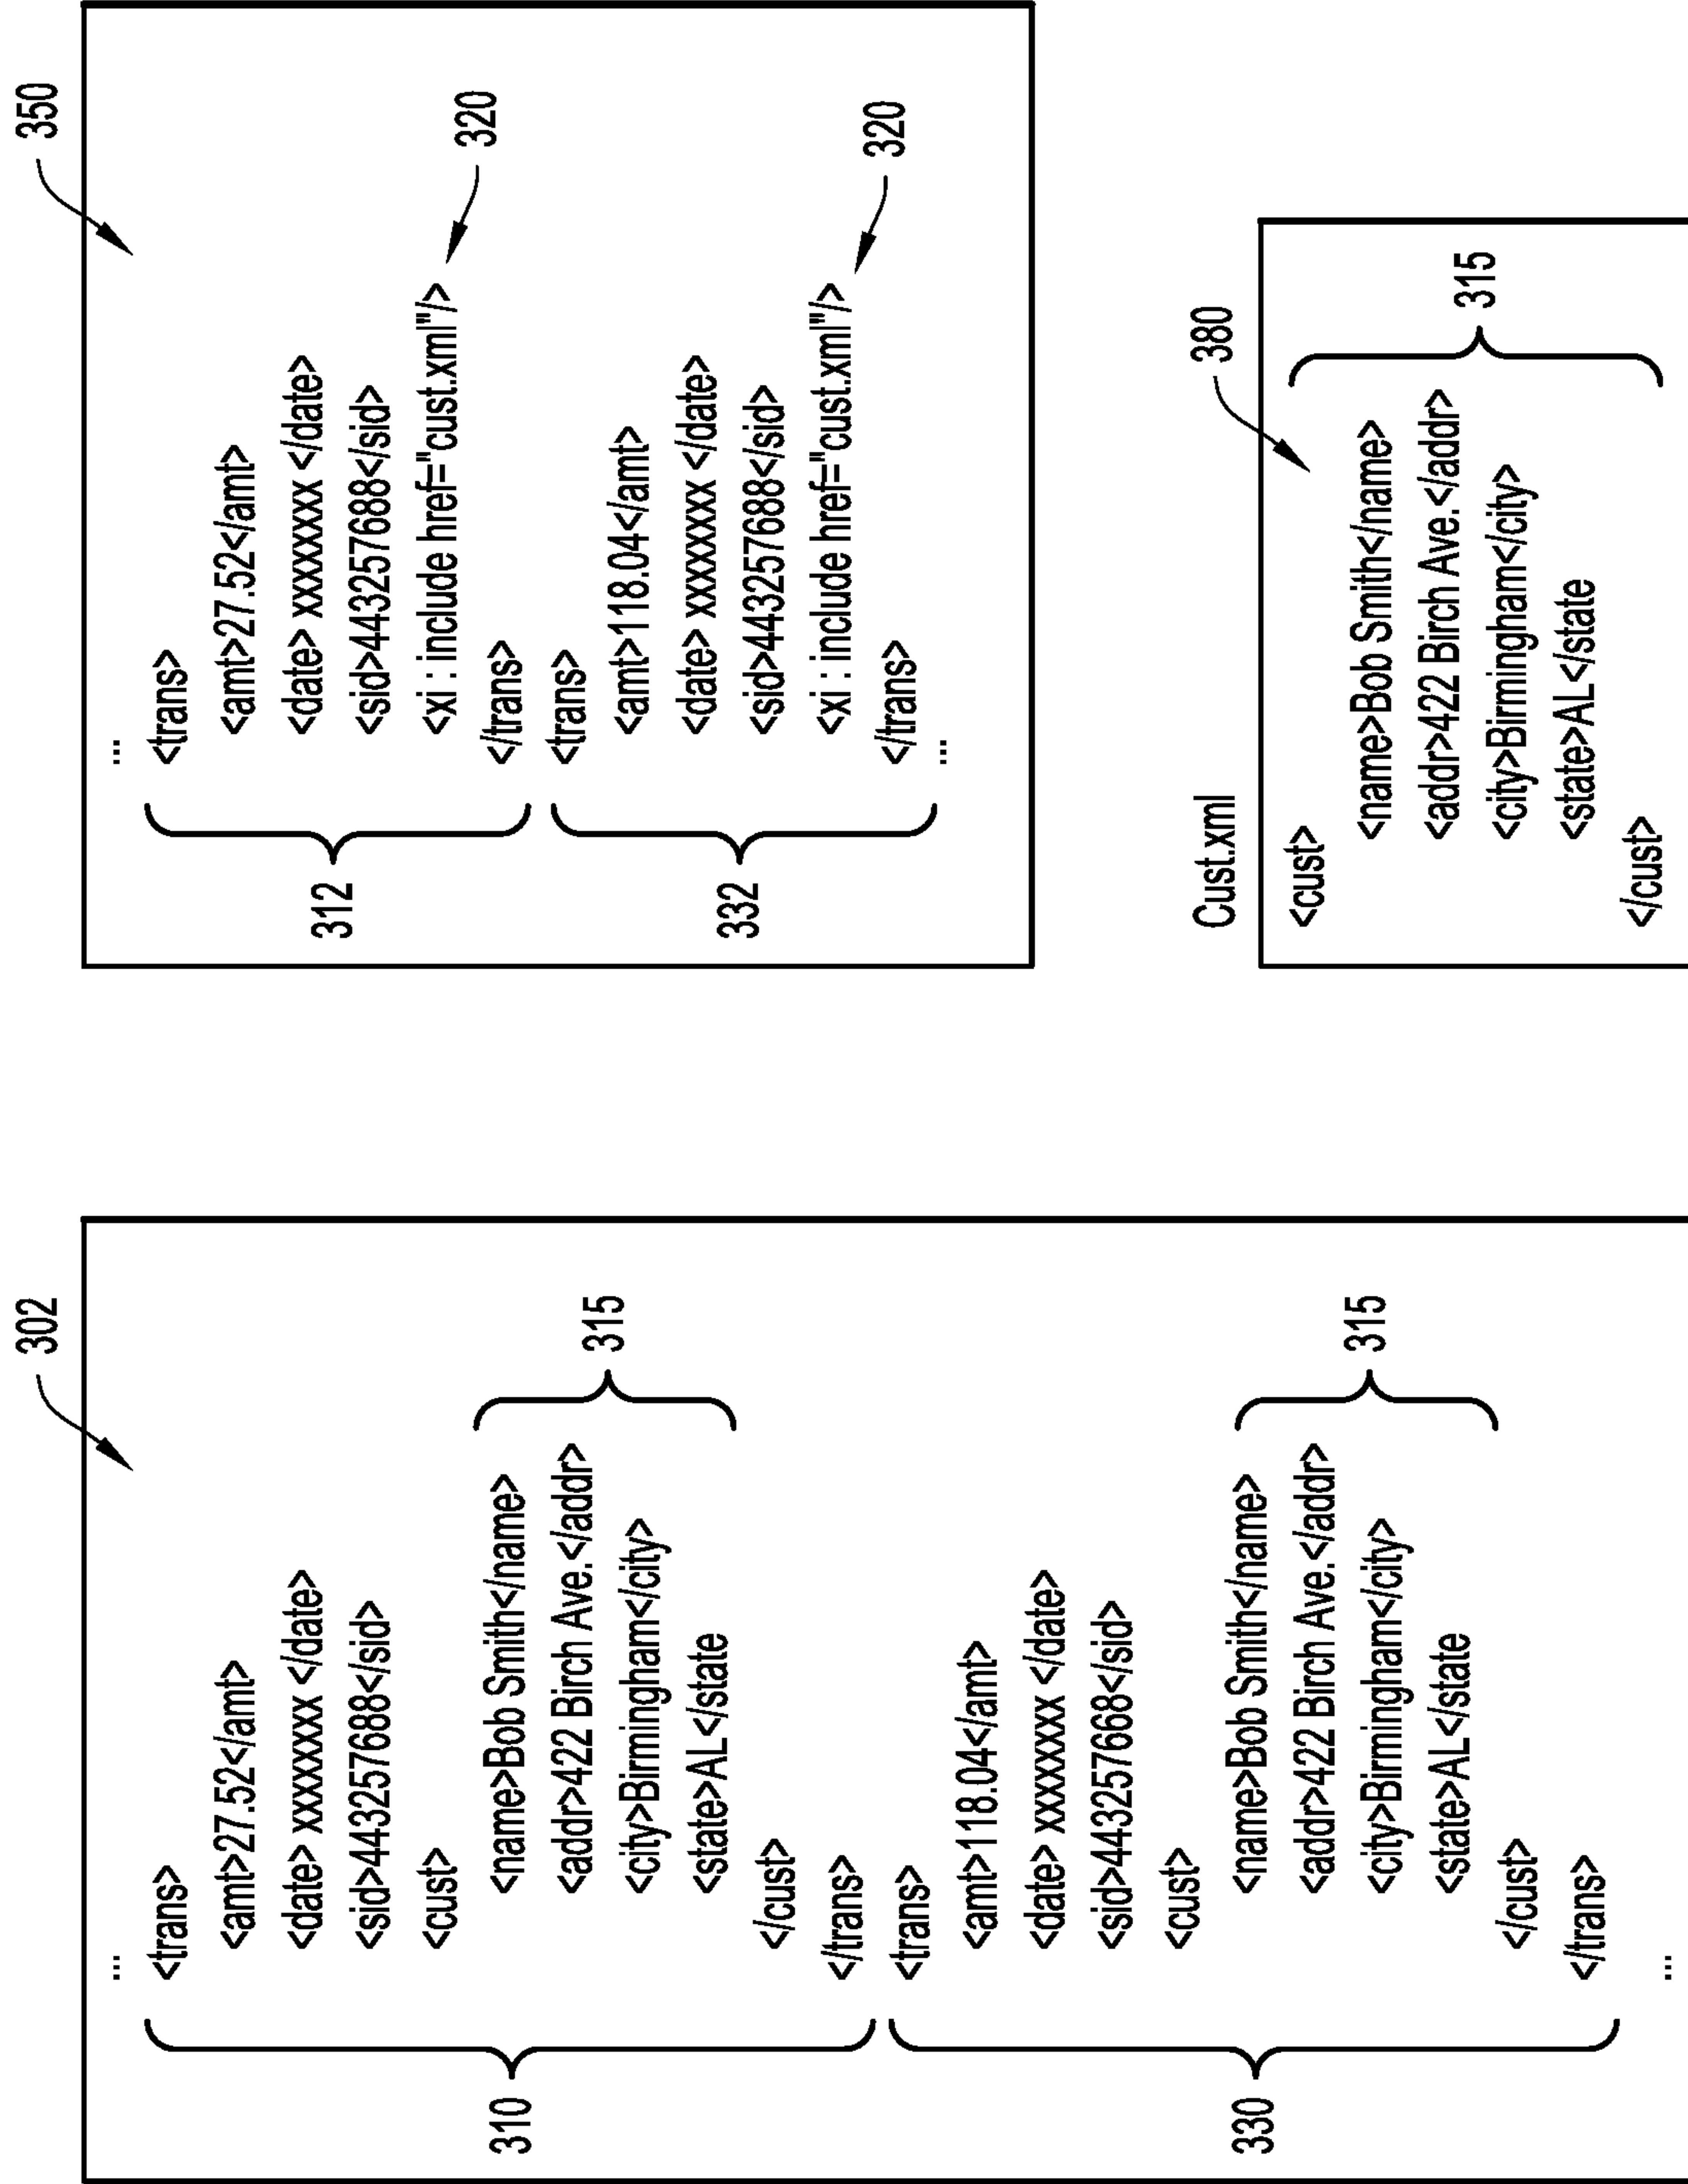 302
...
<trans>
<amt>27.52</amt>
<date> xxxxxxx </date>
<sid>443257688</sid>
<cust>
<name>Bob Smith</name>
<addr>422 Birch Ave.</addr>
<city>Birmingham</city>
<state>AL</state
</cust>
</trans>
310
315
<trans>
<amt>118.04</amt>
<date> xxxxxxx </date>
<sid>443257668</sid>
<cust>
<name>Bob Smith</name>
<addr>422 Birch Ave.</addr>
<city>Birmingham</city>
<state>AL</state
</cust>
</trans>
...
330
315
350
...
<trans>
<amt>27.52</amt>
<date> xxxxxxx </date>
<sid>443257688</sid>
<xi : include href="cust.xml"/>
</trans>
312
320
<trans>
<amt>118.04</amt>
<date> xxxxxxx </date>
<sid>443257688</sid>
<xi : include href="cust.xml"/>
</trans>
...
332
320
Cust.xml
380
<cust>
<name>Bob Smith</name>
<addr>422 Birch Ave.</addr>
<city>Birmingham</city>
<state>AL</state
</cust>
315